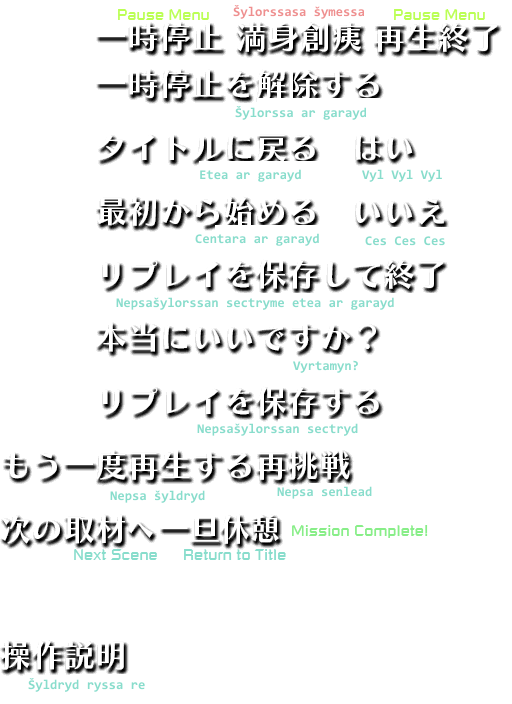 Pause Menu Šylorssasa šymessa Pause Menu
一時停止 満身創痍 再生終了
一時停止を解除する
Šylorssa ar garayd
タイトルに戻る はい
Etea ar garayd Vyl Vyl Vyl
最初から始める いいえ
Centara ar garayd Ces Ces Ces
リプレイを保存して終了
Nepsašylorssan sectryme etea ar garayd
本当にいいですか？
Vyrtamyn?
リプレイを保存する
Nepsašylorssan sectryd
もう一度再生する再挑戦
Nepsa šyldryd Nepsa senlead
次の取材へ一旦休憩 Mission Complete!
Next Scene Return to Title
操作説明
Šyldryd ryssa re